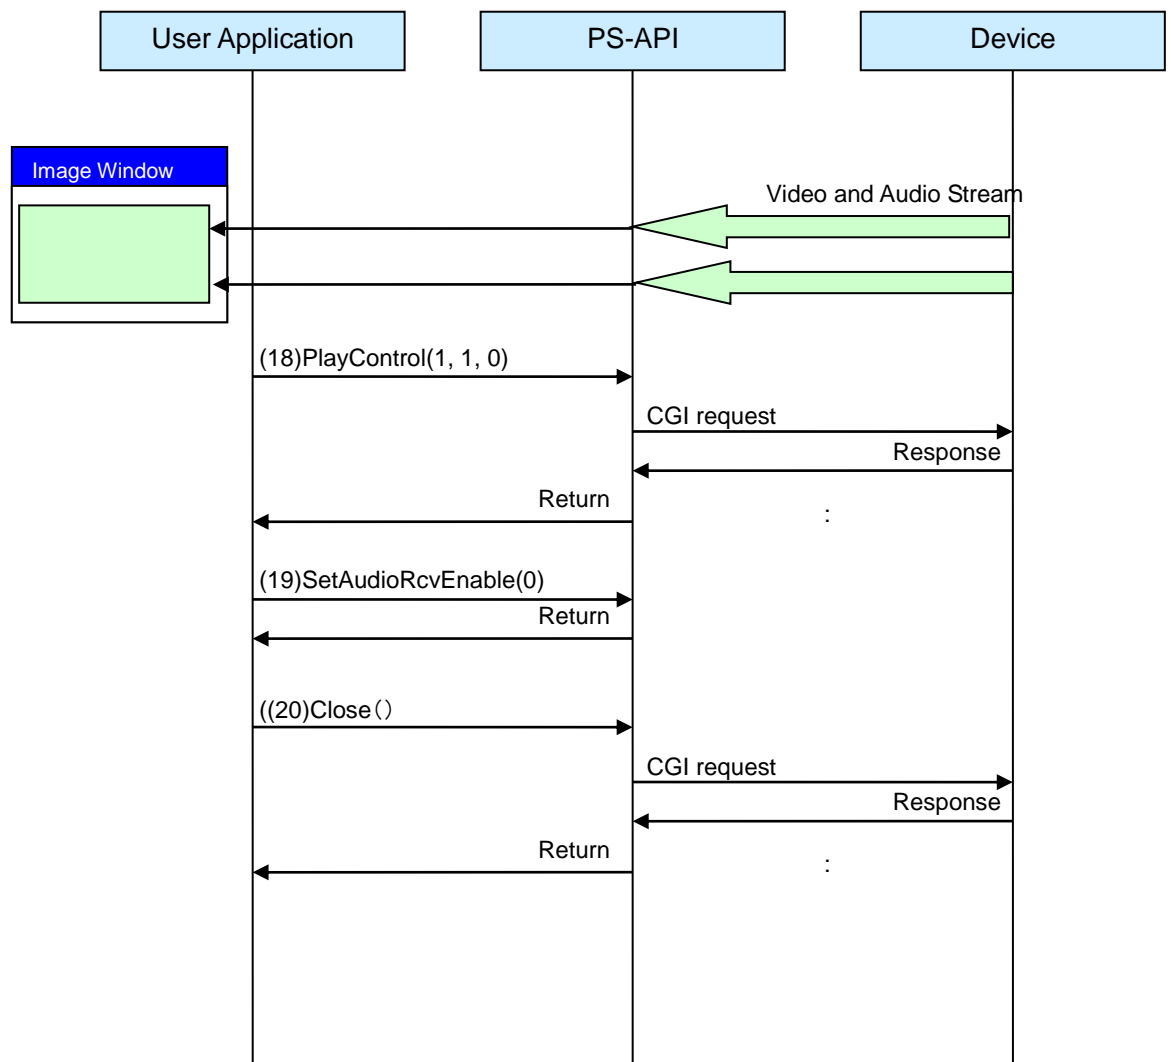 User Application
PS-API
Device
Image Window
Video and Audio Stream
(18)PlayControl(1, 1, 0)
CGI request
Response
Return
:
(19)SetAudioRcvEnable(0)
Return
((20)Close（）
CGI request
Response
Return
: